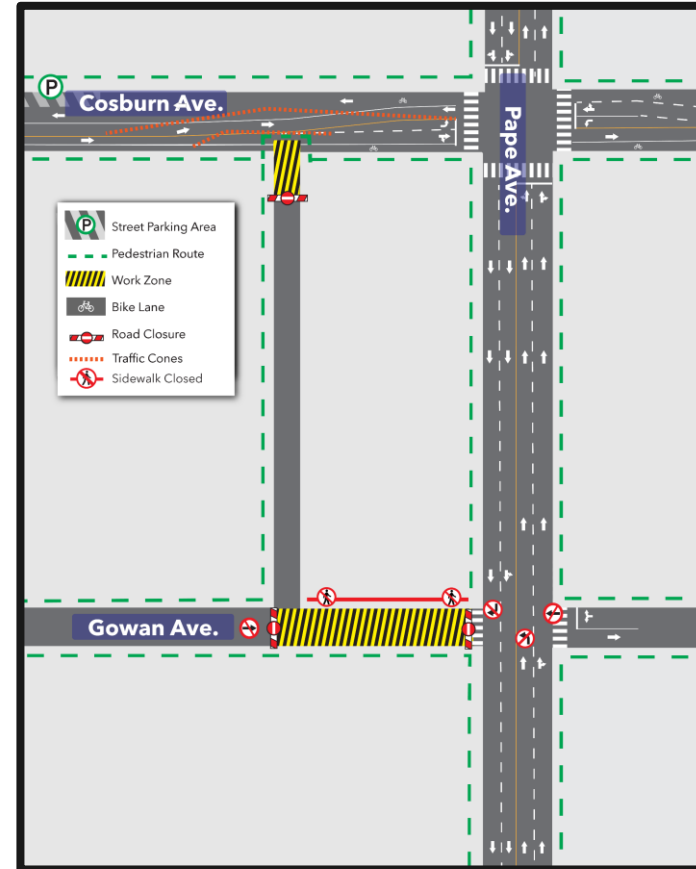 P
Cosburn Ave.
Pape Ave.
P
Street Parking Area
Pedestrian Route
Work Zone
Bike Lane
Road Closure
Traffic Cones
Sidewalk Closed
Gowan Ave.